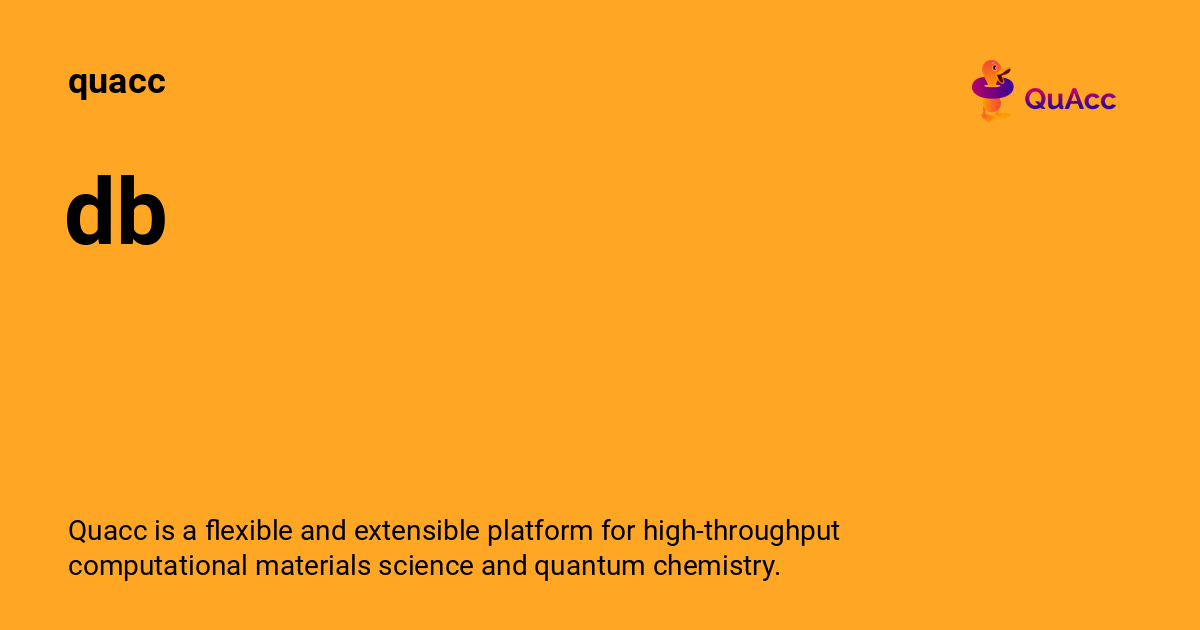 quacc
QuAcc
db
Quacc is a flexible and extensible platform for high-throughput
computational materials science and quantum chemistry.